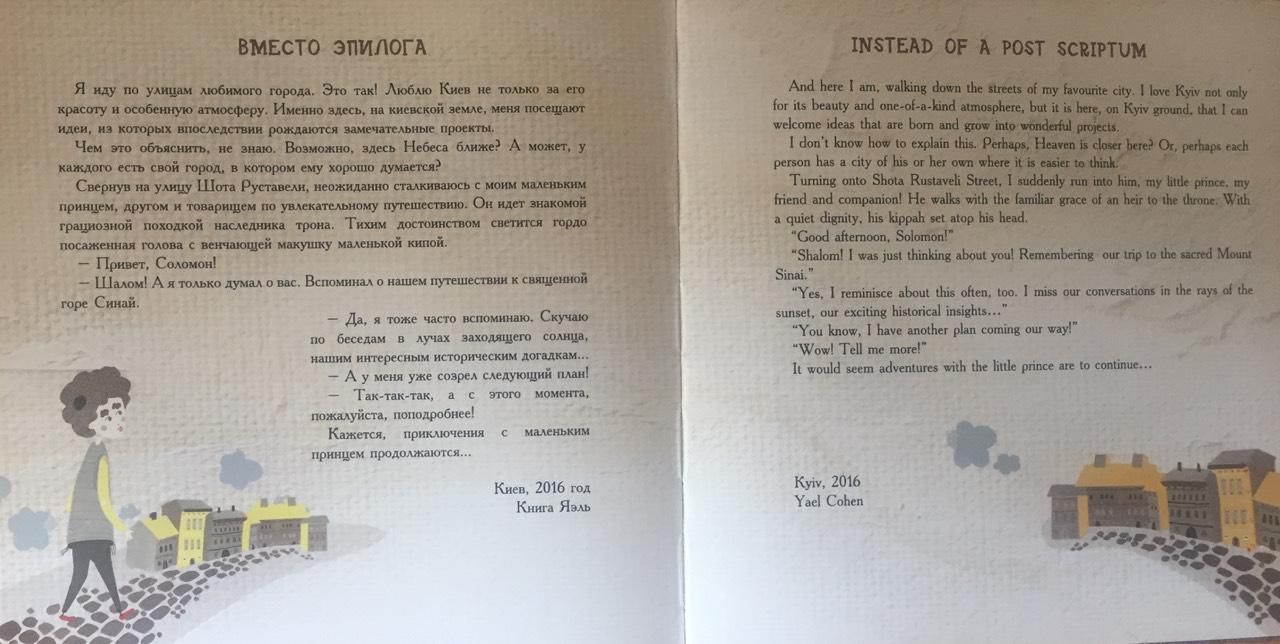 ВМЕСТО ЭПИЛОГА
Я иду по улицам любимого города. Это так! Люблю Киев не только за его
красоту и особенную атмосферу. Именно здесь, на киевской земле, меня посещают
идеи, из которых впоследствии рождаются замечательные проекты.
Чем это объяснить, не знаю. Возможно, здесь Небеса ближе? А может, у
каждого есть свой город, в котором ему хорошо думается?
Свернув на улицу Шота Руставели, неожиданно сталкиваюсь с моим маленьким
принцем, другом и товарищем по увлекательному путешествию. Он идет знакомой
грациозной походкой наследника трона. Тихим достоинством светится гордо
посаженная голова с венчающей макушку маленькой кипой.
— Привет, Соломон!
— Шалом! А я только думал о вас. Вспоминал о нашем путешествии к священной
горе Синай.
— Да, я тоже часто вспоминаю. Скучаю
по беседам в лучах заходящего солнца,
нашим интересным историческим догадкам...
— А у меня уже созрел следующий план!
— Так-так-так, а с этого момента,
пожалуйста, поподробнее!
Кажется, приключения с маленьким
принцем продолжаются...
Киев, 2016 год
Книга Яэль
INSTEAD OF A POST SCRIPTUM
And here I am, walking down the streets of my favourite city. I love Kyiv not only
for its beauty and one-of-a-kind atmosphere, but it is here, on Kyiv ground, that I can
welcome ideas that are born and grow into wonderful projects.
I don't know how to explain this. Perhaps, Heaven is closer here? Or, perhaps each
person has a city of his or her own where it is easier to think.
Turning onto Shota Rustaveli Street, I suddenly run into him, my little prince, my
friend and companion! He walks with the familiar grace of an heir to the throne. With
a quiet dignity, his kippah set atop his head.
“Good afternoon, Solomon!”
“Shalom! I was just thinking about you! Remembering our trip to the sacred Mount
Sinai.”
“Yes, I reminisce about this often, too. I miss our conversations in the rays of the
sunset, our exciting historical insights...”
“You know, I have another plan coming our way!”
“Wow! Tell me more!”
It would seem adventures with the little prince are to continue...
Kyiv, 2016
Yael Cohen